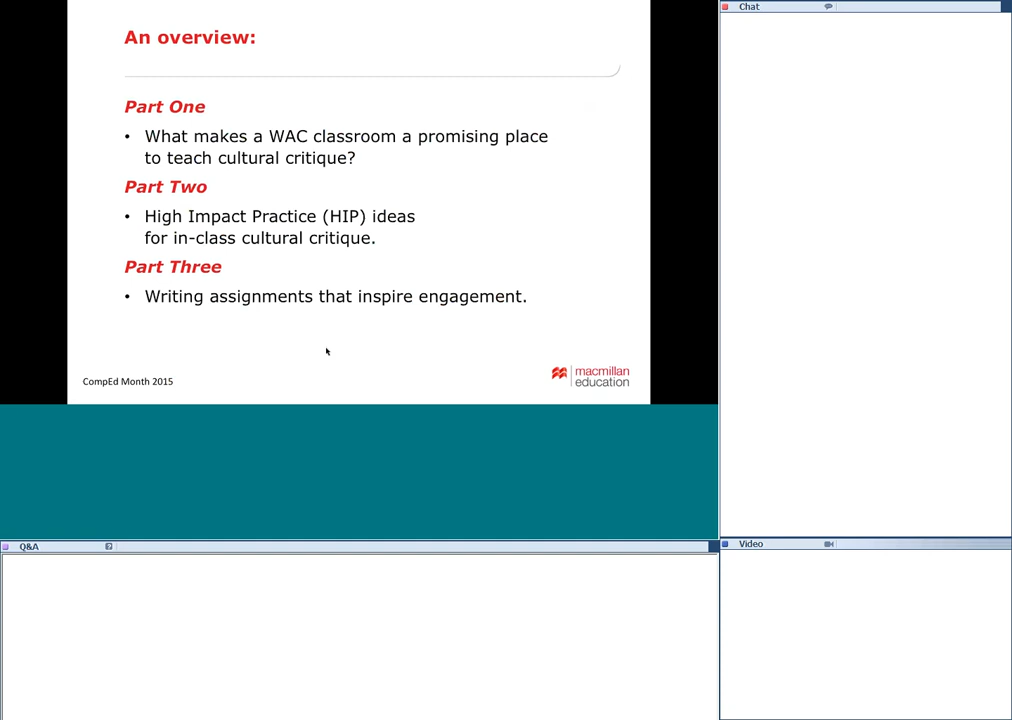 An overview:
Part One
• What makes a WAC classroom a promising place
to teach cultural critique?
Part Two
• High Impact Practice (HIP) ideas
for in-class cultural critique.
Part Three
• Writing assignments that inspire engagement.
CompEd Month 2015
macmillan
education
Chat
Q&A
Video